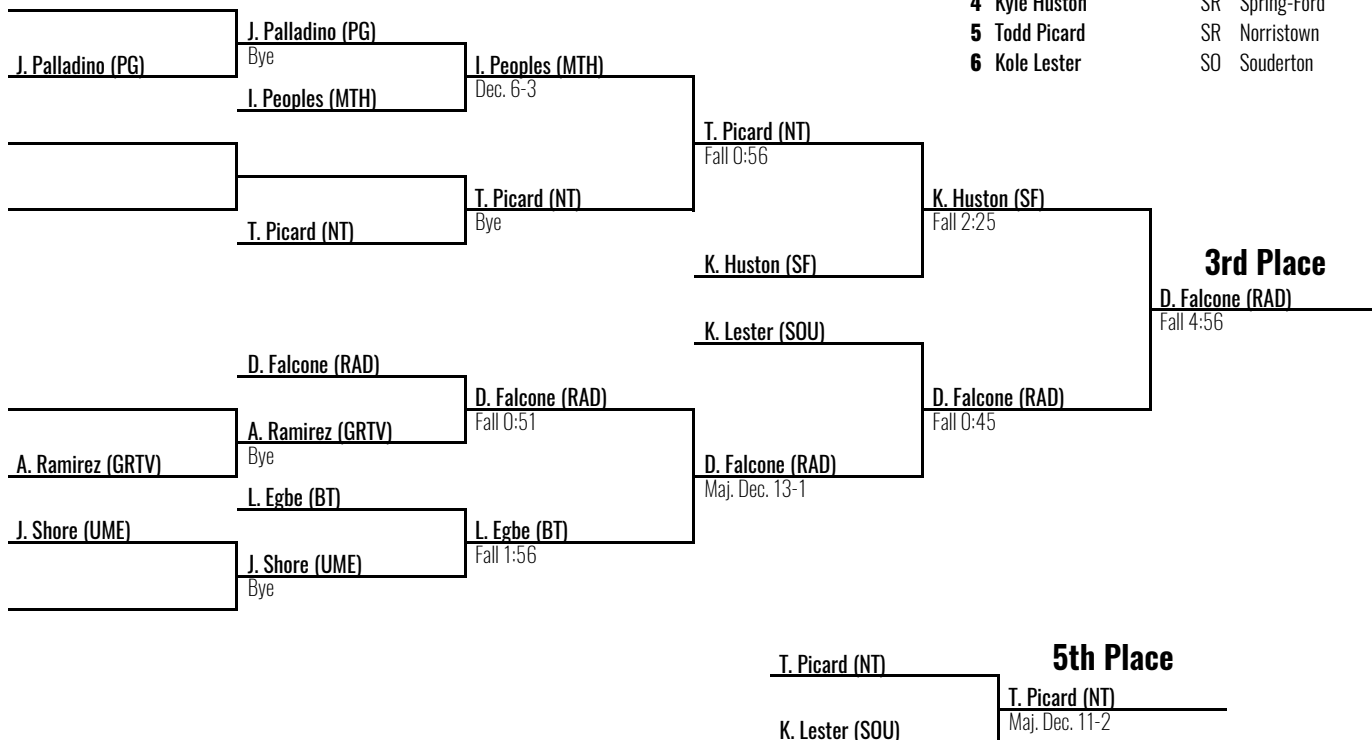 4 Kyle Huston SR Spring-Ford
5 Todd Picard SR Norristown
6 Kole Lester SO Souderton
J. Palladino (PG)
J. Palladino (PG)
Bye
I. Peoples (MTH)
I. Peoples (MTH)
Dec. 6-3
T. Picard (NT)
T. Picard (NT)
Bye
T. Picard (NT)
Fall 0:56
K. Huston (SF)
K. Huston (SF)
Fall 2:25
3rd Place
D. Falcone (RAD)
Fall 4:56
K. Lester (SOU)
D. Falcone (RAD)
D. Falcone (RAD)
Fall 0:51
D. Falcone (RAD)
Fall 0:45
A. Ramirez (GRTV)
A. Ramirez (GRTV)
Bye
D. Falcone (RAD)
Maj. Dec. 13-1
L. Egbe (BT)
J. Shore (UME)
L. Egbe (BT)
Fall 1:56
J. Shore (UME)
Bye
5th Place
T. Picard (NT)
T. Picard (NT)
Maj. Dec. 11-2
K. Lester (SOU)